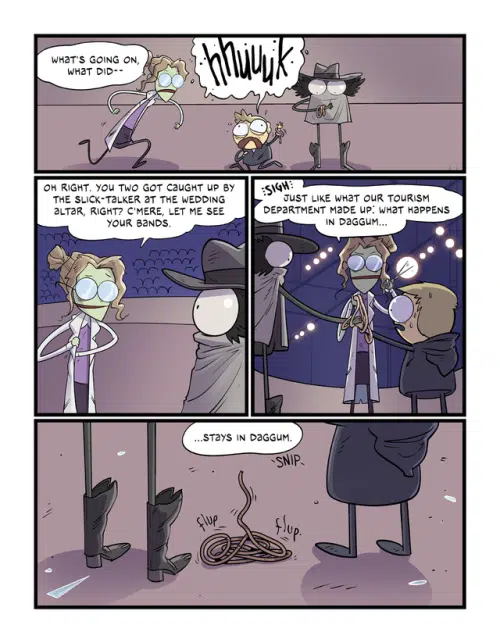 WHAT'S GOING ON,
WHAT DID--
hhuuuk
OH RIGHT. YOU TWO GOT CAUGHT UP BY
THE SLICK-TALKER AT THE WEDDING
ALTAR, RIGHT? C'MERE, LET ME SEE
YOUR BANDS.
:SIGH:
JUST LIKE WHAT OUR TOURISM
DEPARTMENT MADE UP: WHAT HAPPENS
IN DAGGUM...
...STAYS IN DAGGUM.
SNIP.
flup
flup.